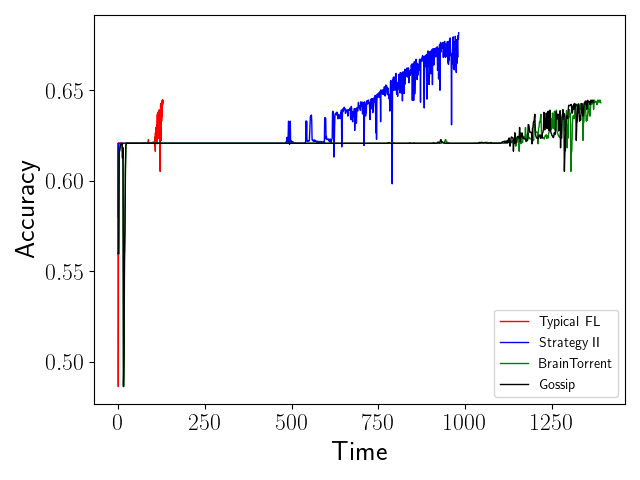 0.65
0.60
0.55
0.50
Accuracy
0 250 500 750 1000 1250
Time
Typical FL
Strategy II
BrainTorrent
Gossip